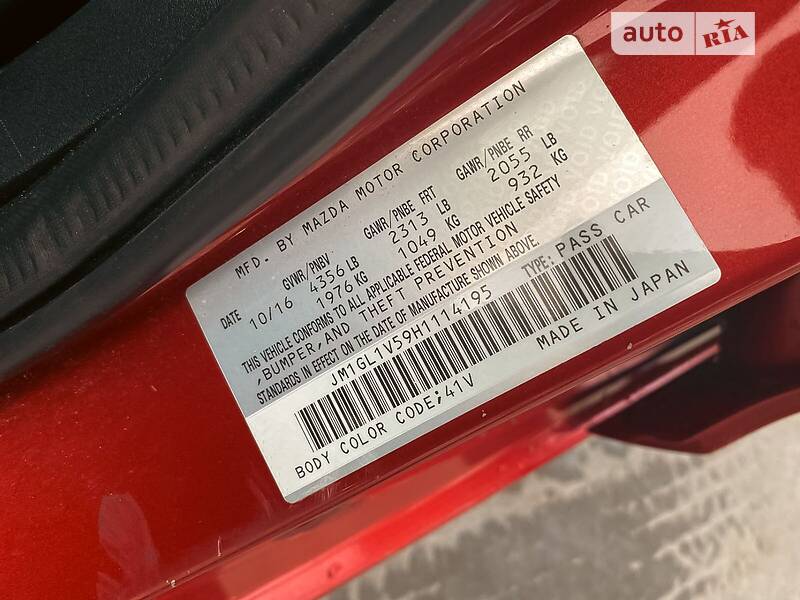 auto RIA
MFD. BY MAZDA MOTOR CORPORATION
DATE GVWR/PNBV GAWR/PNBE FRT GAWR/PNBE RR
10/16 4356 LB 2313 LB 2055 LB
1976 KG 1049 KG 932 KG
THIS VEHICLE CONFORMS TO ALL APPLICABLE FEDERAL MOTOR VEHICLE SAFETY
,BUMPER,AND THEFT PREVENTION
STANDARDS IN EFFECT ON THE DATE OF MANUFACTURE SHOWN ABOVE.
JM1GL1V59H1114195 TYPE: PASS CAR
BODY COLOR CODE;41V MADE IN JAPAN